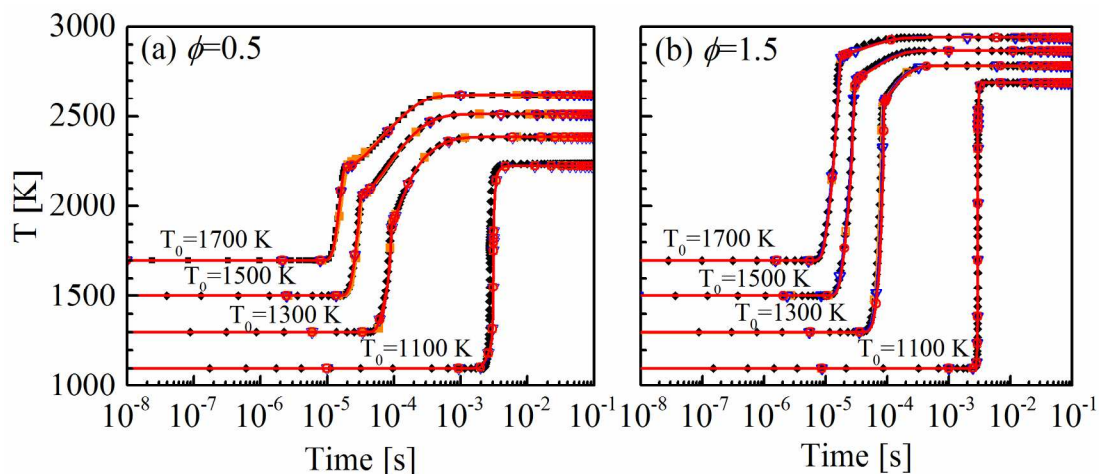 3000
2500
2000
1500
1000
T [K]
(a) ϕ=0.5
T₀=1700 K
T₀=1500 K
T₀=1300 K
T₀=1100 K
10⁻⁸ 10⁻⁷ 10⁻⁶ 10⁻⁵ 10⁻⁴ 10⁻³ 10⁻² 10⁻¹
Time [s]
(b) ϕ=1.5
T₀=1700 K
T₀=1500 K
T₀=1300 K
T₀=1100 K
10⁻⁸ 10⁻⁷ 10⁻⁶ 10⁻⁵ 10⁻⁴ 10⁻³ 10⁻² 10⁻¹
Time [s]